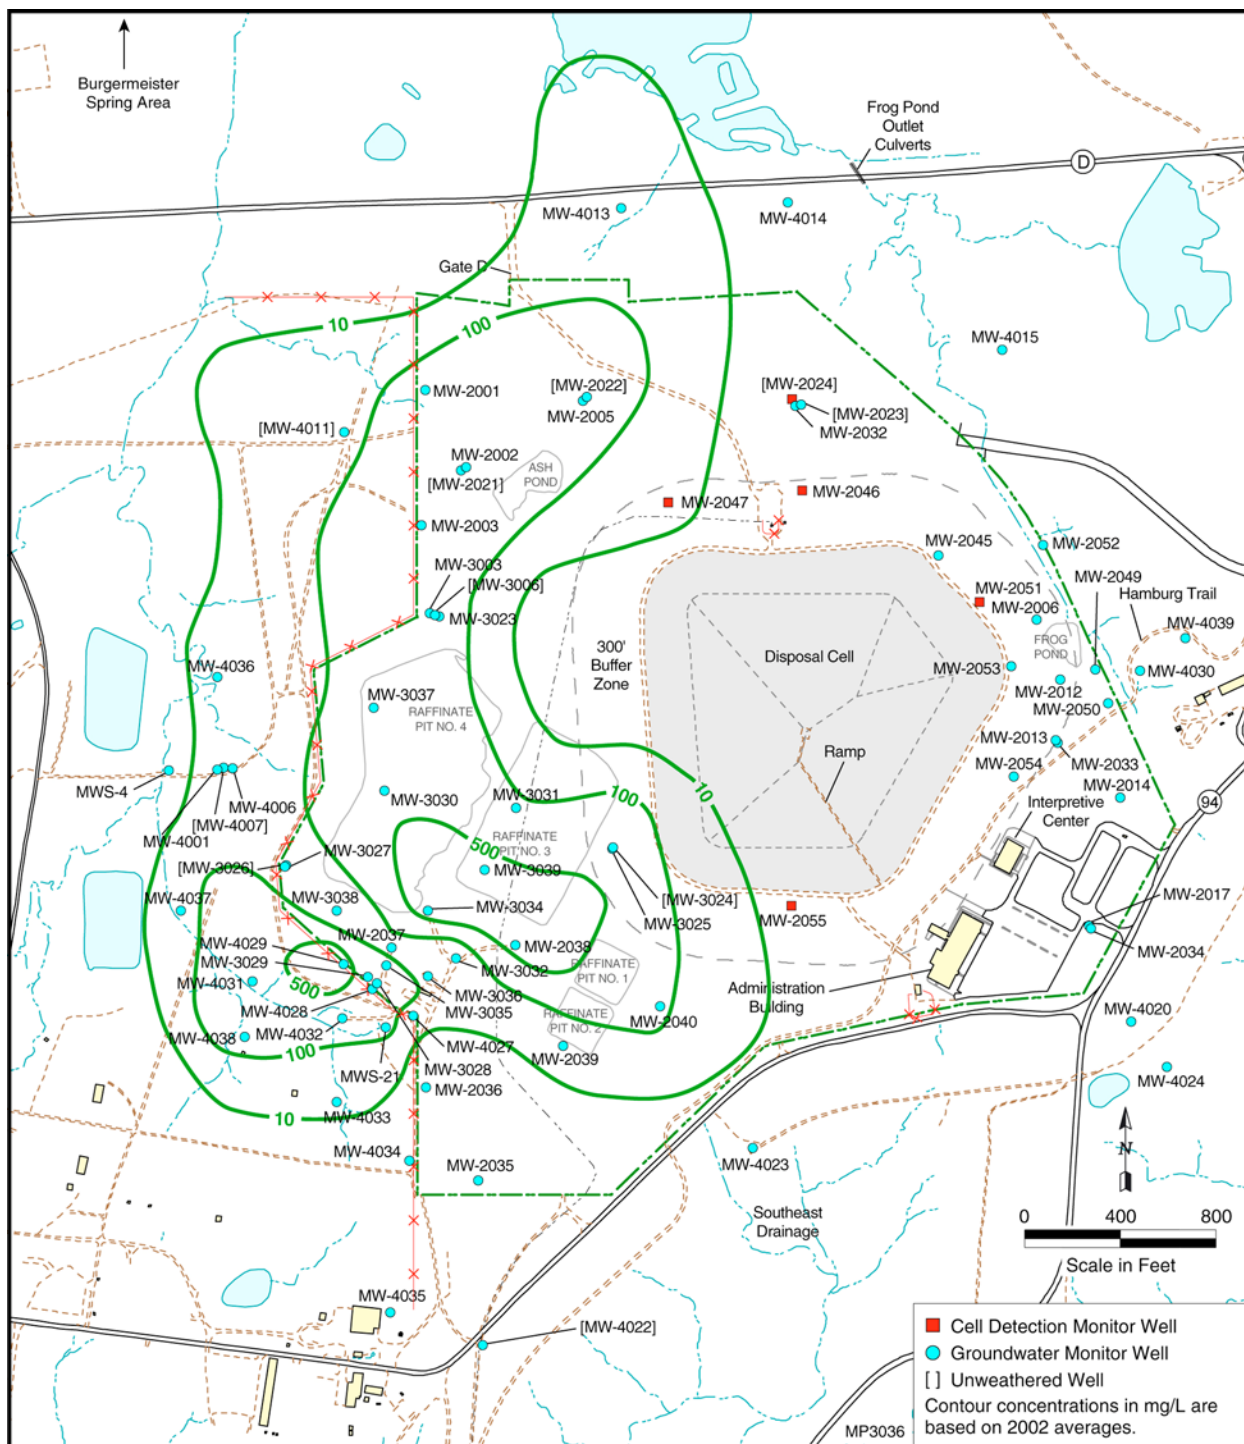 Burgermeister
Spring Area
Frog Pond
Outlet
Culverts
D
MW-4013
MW-4014
Gate D
10
100
MW-4015
MW-2001
[MW-2022]
MW-2005
[MW-2024]
[MW-2023]
MW-2032
[MW-4011]
MW-2002
[MW-2021]
ASH
POND
MW-2047
MW-2046
MW-2003
MW-2045
MW-2052
MW-3003
[MW-3006]
MW-3023
MW-2051
MW-2006
MW-2049
Hamburg Trail
MW-4039
FROG
POND
300'
Buffer
Zone
Disposal Cell
MW-2053
MW-4030
MW-4036
MW-3037
RAFFINATE
PIT NO. 4
MW-2012
MW-2050
MW-2013
MW-2033
Ramp
MW-2054
MW-2014
MWS-4
MW-4006
[MW-4007]
MW-4001
MW-3030
MW-3031
100
10
94
Interpretive
Center
RAFFINATE
PIT NO. 3
500
[MW-3026]
MW-3027
MW-3039
[MW-3024]
MW-3025
MW-2017
MW-4037
MW-3038
MW-3034
MW-2055
MW-2034
MW-4029
MW-3029
MW-2037
MW-2038
MW-3032
RAFFINATE
PIT NO. 1
MW-4031
500
MW-3036
MW-3035
Administration
Building
MW-4028
MW-4032
RAFFINATE
PIT NO. 2
MW-2040
MW-4020
MW-4038
100
MWS-21
MW-4027
MW-3028
MW-2039
MW-2036
MW-4024
10
MW-4033
MW-4034
MW-2035
MW-4023
N
Southeast
Drainage
0 400 800
Scale in Feet
MW-4035
[MW-4022]
Cell Detection Monitor Well
Groundwater Monitor Well
[ ] Unweathered Well
Contour concentrations in mg/L are
based on 2002 averages.
MP3036